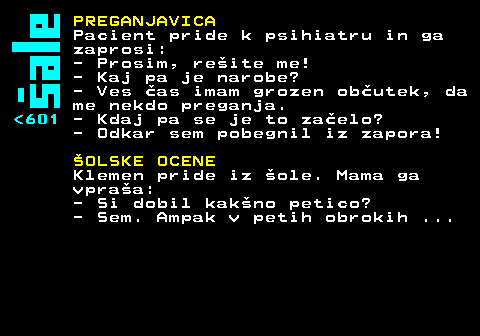 šale
<601
PREGANJAVICA
Pacient pride k psihiatru in ga
zaprosi:
- Prosim, rešite me!
- Kaj pa je narobe?
- Ves čas imam grozen občutek, da
me nekdo preganja.
- Kdaj pa se je to začelo?
- Odkar sem pobegnil iz zapora!
ŠOLSKE OCENE
Klemen pride iz šole. Mama ga
vpraša:
- Si dobil kakšno petico?
- Sem. Ampak v petih obrokih ...